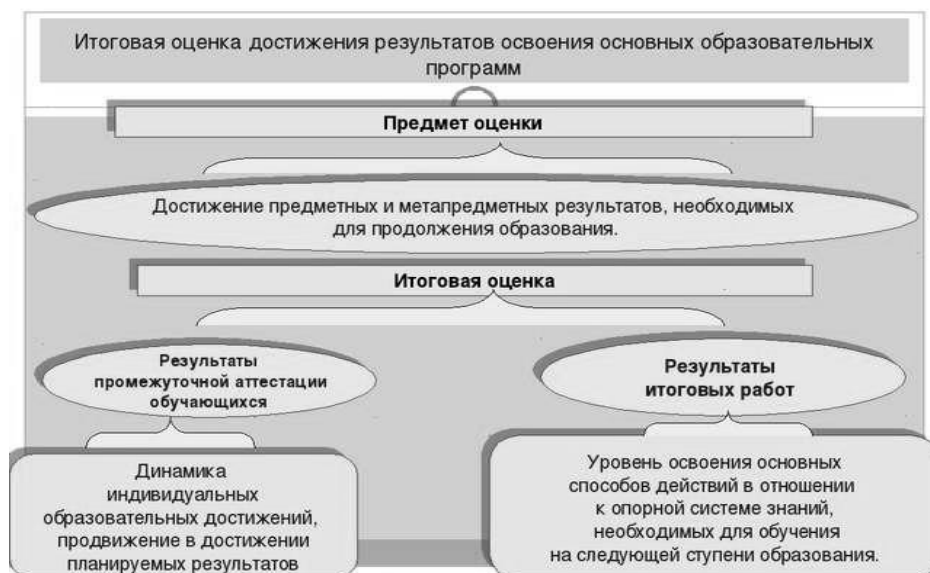 Итоговая оценка достижения результатов освоения основных образовательных
программ
Предмет оценки
Достижение предметных и метапредметных результатов, необходимых
для продолжения образования.
Итоговая оценка
Результаты
промежуточной аттестации
обучающихся
Результаты
итоговых работ
Динамика
индивидуальных
образовательных достижений,
продвижение в достижении
планируемых результатов
Уровень освоения основных
способов действий в отношении
к опорной системе знаний,
необходимых для обучения
на следующей ступени образования.